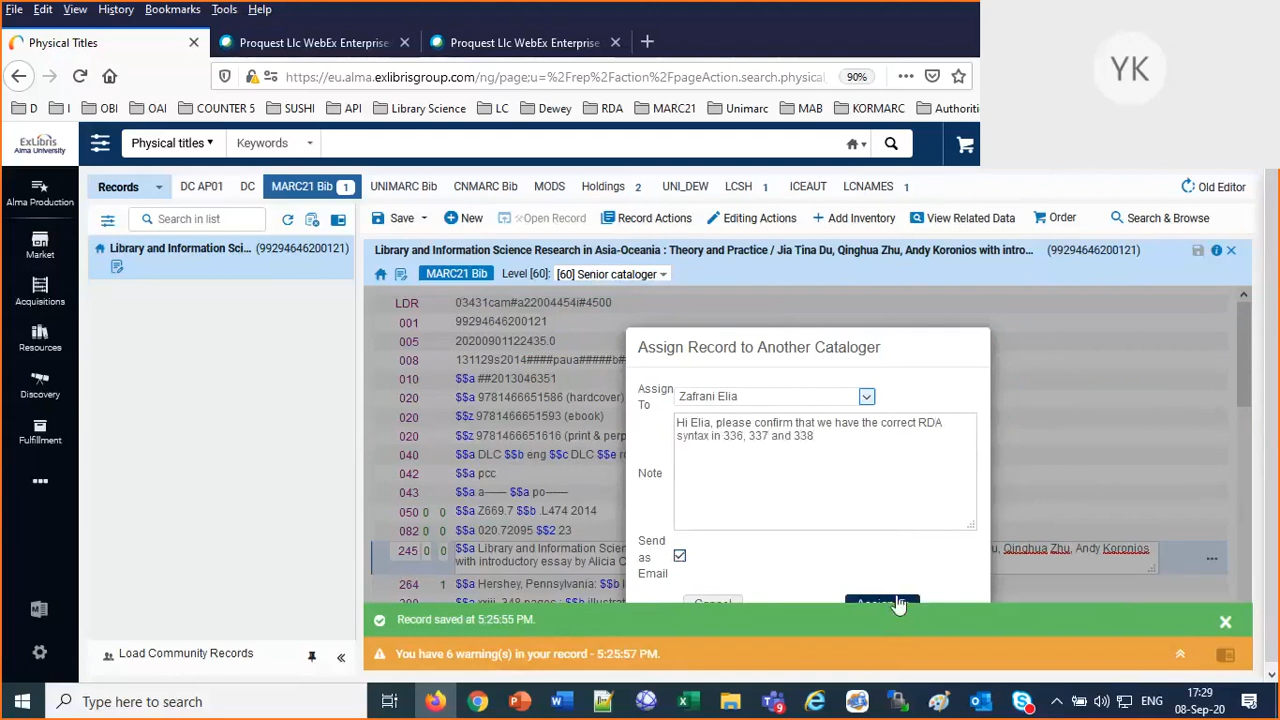 File Edit View History Bookmarks Tools Help
Physical Titles
Proquest Llc WebEx Enterprise
Proquest Llc WebEx Enterprise
https://eu.alma.exlibrisgroup.com/ng/page;u=%2Frep%2Faction%2FpageAction.search.physical_
90%
D I OBI OAI COUNTER 5 SUSHI API Library Science LC Dewey RDA MARC21 Unimarc MAB KORMARC Authoriti
YK
ExLibris
Alma University
Physical titles
Keywords
Alma Production
Market
Acquisitions
Resources
Discovery
Fulfillment
Records DC AP01 DC MARC21 Bib 1 UNIMARC Bib CNMARC Bib MODS Holdings 2 UNI_DEW LCSH 1 ICEAUT LCNAMES 1
Old Editor
Search in list
Save New Open Record Record Actions Editing Actions Add Inventory View Related Data Order Search & Browse
Library and Information Sci... (99294646200121)
Library and Information Science Research in Asia-Oceania : Theory and Practice / Jia Tina Du, Qinghua Zhu, Andy Koronios with intro... (99294646200121)
MARC21 Bib Level [60]: [60] Senior cataloger
LDR 03431cam#a22004454i#4500
001 99294646200121
005 20200901122435.0
008 131129s2014####paua#####b#
010 $$a ##2013046351
020 $$a 9781466651586 (hardcover)
020 $$z 9781466651593 (ebook)
020 $$z 9781466651616 (print & perp
040 $$a DLC $$b eng $$c DLC $$e r
042 $$a pcc
043 $$a a------ $$a po------
050 0 0 $$a Z669.7 $$b .L474 2014
082 0 0 $$a 020.72095 $$2 23
245 0 0 $$a Library and Information Scien u, Qinghua Zhu, Andy Koronios
with introductory essay by Alicia C
264 1 $$a Hershey, Pennsylvania: $$b I
$$a xxiii, 348 pages : $$b illustrat
Assign Record to Another Cataloger
Assign
To
Zafrani Elia
Note
Hi Elia, please confirm that we have the correct RDA
syntax in 336, 337 and 338
Send
as
Email
Cancel
Record saved at 5:25:55 PM.
You have 6 warning(s) in your record - 5:25:57 PM.
Load Community Records
Type here to search
ENG
17:29
08-Sep-20